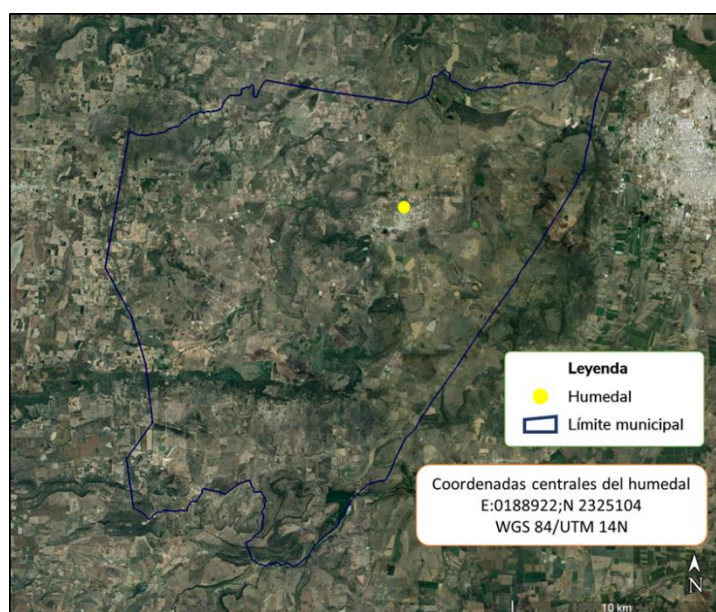 Leyenda
Humedal
Límite municipal
Coordenadas centrales del humedal
E:0188922;N 2325104
WGS 84/UTM 14N
N
10 km